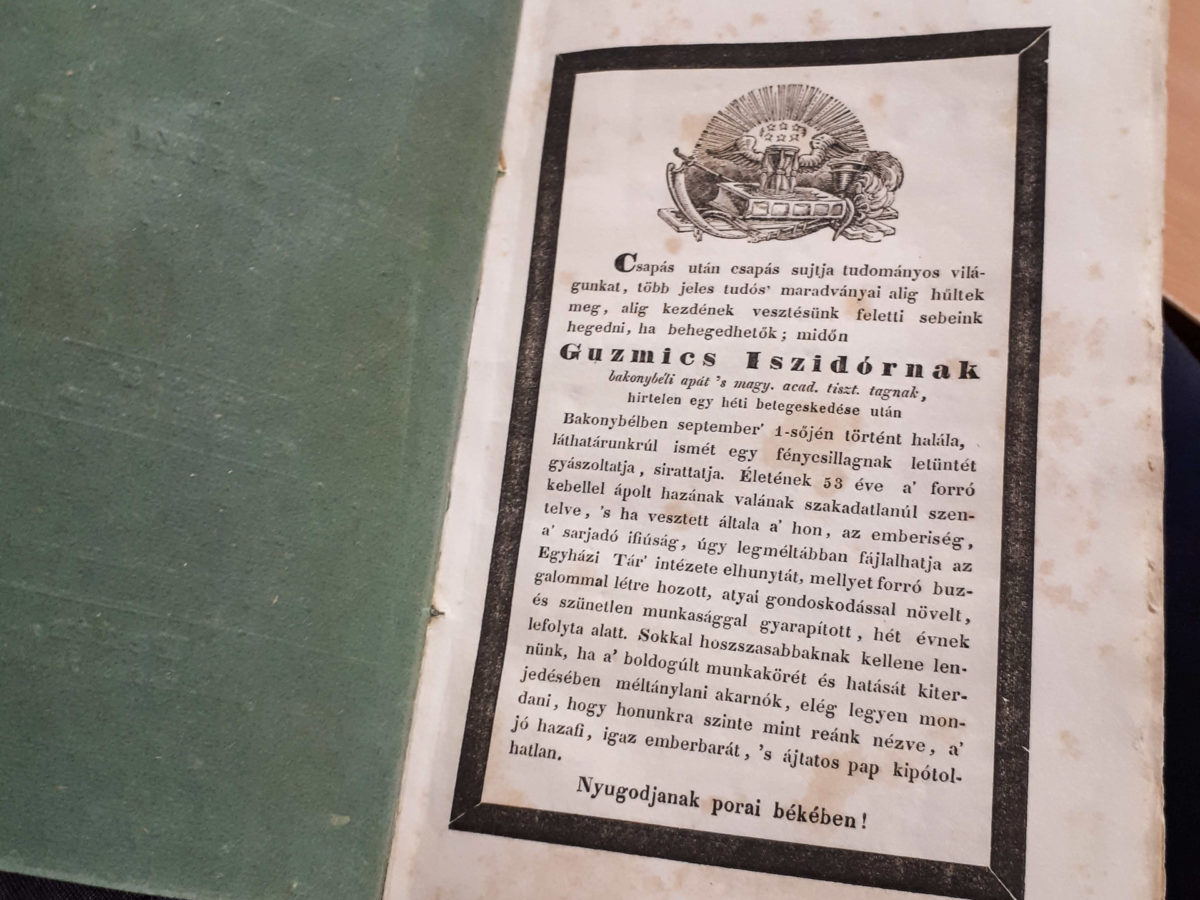 Csapás után csapás sujtja tudományos vilá-
gunkat, több jeles tudós’ maradványai alig hűltek
meg, alig kezdének vesztésünk feletti sebeink
hegedni, ha behegedhetők; midőn
Guzmics Iszidórnak
bakonybéli apát ’s magy. acad. tiszt. tagnak,
hirtelen egy héti betegeskedése után
Bakonybélben september’ 1-sőjén történt halála,
láthatárunkrúl ismét egy fénycsillagnak letüntét
gyászoltatja, sirattatja. Életének 53 éve a’ forró
kebellel ápolt hazának valának szakadatlanúl szen-
telve, ’s ha vesztett általa a’ hon, az emberiség,
a’ sarjadó ifiúság, úgy legméltábban fájlalhatja az
Egyházi Tár’ intézete elhunytát, mellyet forró buz-
galommal létre hozott, atyai gondoskodással növelt,
és szünetlen munkasággal gyarapított, hét évnek
lefolyta alatt. Sokkal hoszszasabbaknak kellene len-
nünk, ha a’ boldogúlt munkakörét és hatását kiter-
jedésében méltánylani akarnók, elég legyen mon-
dani, hogy honunkra szinte mint reánk nézve, a’
jó hazafi, igaz emberbarát, ’s ájtatos pap kipótol-
hatlan.
Nyugodjanak porai békében!